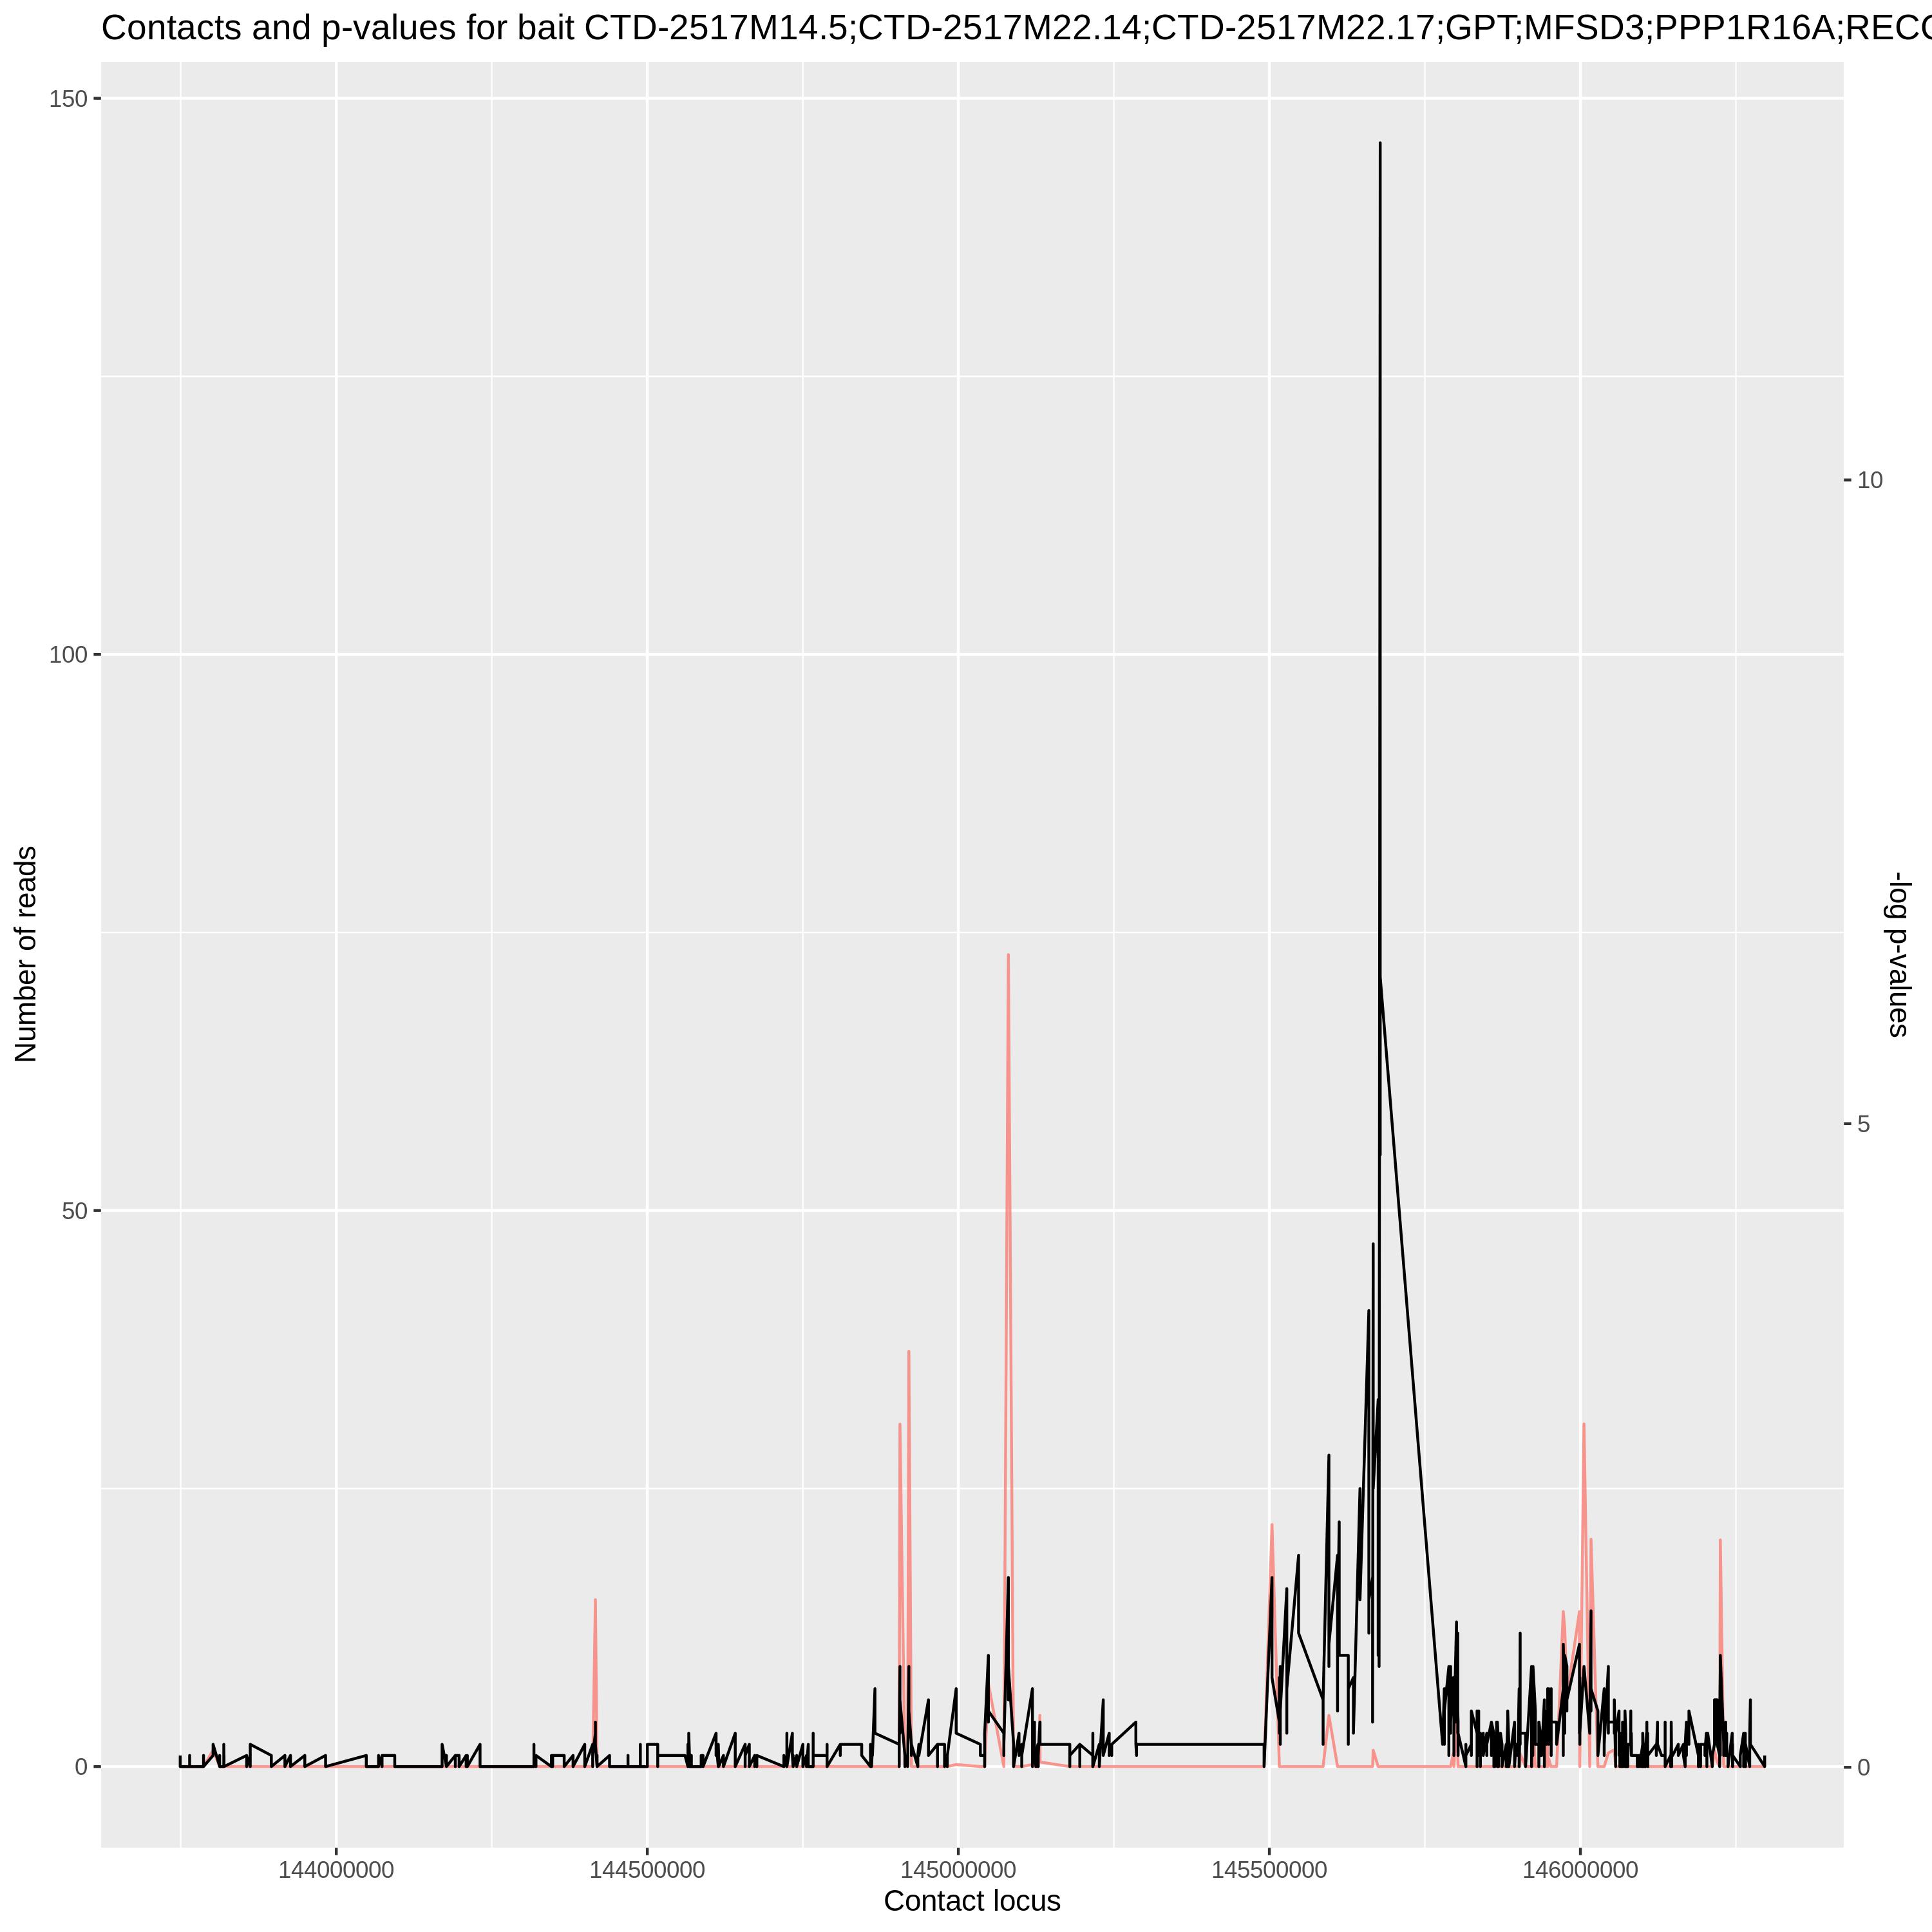 Contacts and p-values for bait CTD-2517M14.5;CTD-2517M22.14;CTD-2517M22.17;GPT;MFSD3;PPP1R16A;REC
150
100
50
0
Number of reads
10
5
0
-log p-values
144000000 144500000 145000000 145500000 146000000
Contact locus